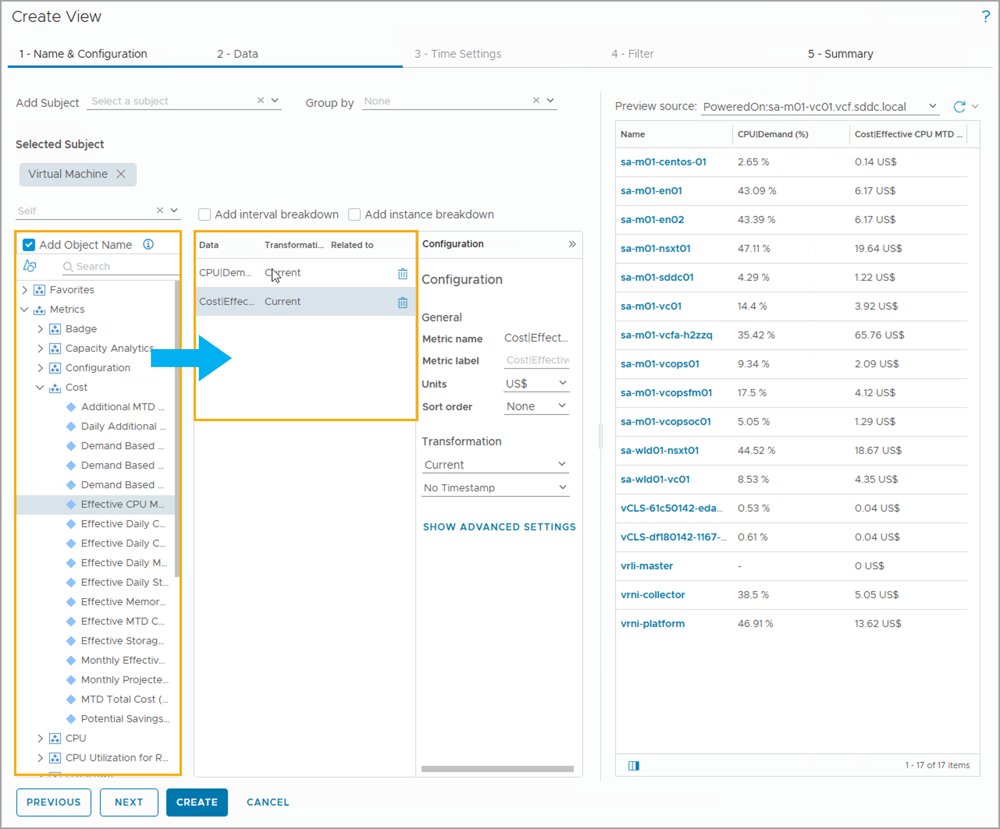 Create View
?
1 - Name & Configuration
2 - Data
3 - Time Settings
4 - Filter
5 - Summary
Add Subject
Select a subject
Group by
None
Selected Subject
Virtual Machine
Self
Add interval breakdown
Add instance breakdown
Add Object Name
Search
Favorites
Metrics
Badge
Capacity Analytics
Configuration
Cost
Additional MTD ...
Daily Additional ...
Demand Based ...
Demand Based ...
Demand Based ...
Effective CPU M...
Effective Daily C...
Effective Daily C...
Effective Daily M...
Effective Daily St...
Effective Memor...
Effective MTD C...
Effective Storag...
Monthly Effectiv...
Monthly Projecte...
MTD Total Cost (...
Potential Savings...
CPU
CPU Utilization for R...
Data Transformati... Related to
CPU|Dem... Current
Cost|Effec... Current
Configuration
Configuration
General
Metric name Cost|Effect...
Metric label Cost|Effectiv
Units US$
Sort order None
Transformation
Current
No Timestamp
SHOW ADVANCED SETTINGS
Preview source: PoweredOn:sa-m01-vc01.vcf.sddc.local
Name CPU|Demand (%) Cost|Effective CPU MTD ...
sa-m01-centos-01 2.65 % 0.14 US$
sa-m01-en01 43.09 % 6.17 US$
sa-m01-en02 43.39 % 6.17 US$
sa-m01-nsxt01 47.11 % 19.64 US$
sa-m01-sddc01 4.29 % 1.22 US$
sa-m01-vc01 14.4 % 3.92 US$
sa-m01-vcfa-h2zzq 35.42 % 65.76 US$
sa-m01-vcops01 9.34 % 2.09 US$
sa-m01-vcopsfm01 17.5 % 4.12 US$
sa-m01-vcopsoc01 5.05 % 1.29 US$
sa-wld01-nsxt01 44.52 % 18.67 US$
sa-wld01-vc01 8.53 % 4.35 US$
vCLS-61c50142-eda... 0.53 % 0.04 US$
vCLS-df180142-1167-... 0.61 % 0.04 US$
vrli-master - 0 US$
vrni-collector 38.5 % 5.05 US$
vrni-platform 46.91 % 13.62 US$
1 - 17 of 17 items
PREVIOUS
NEXT
CREATE
CANCEL